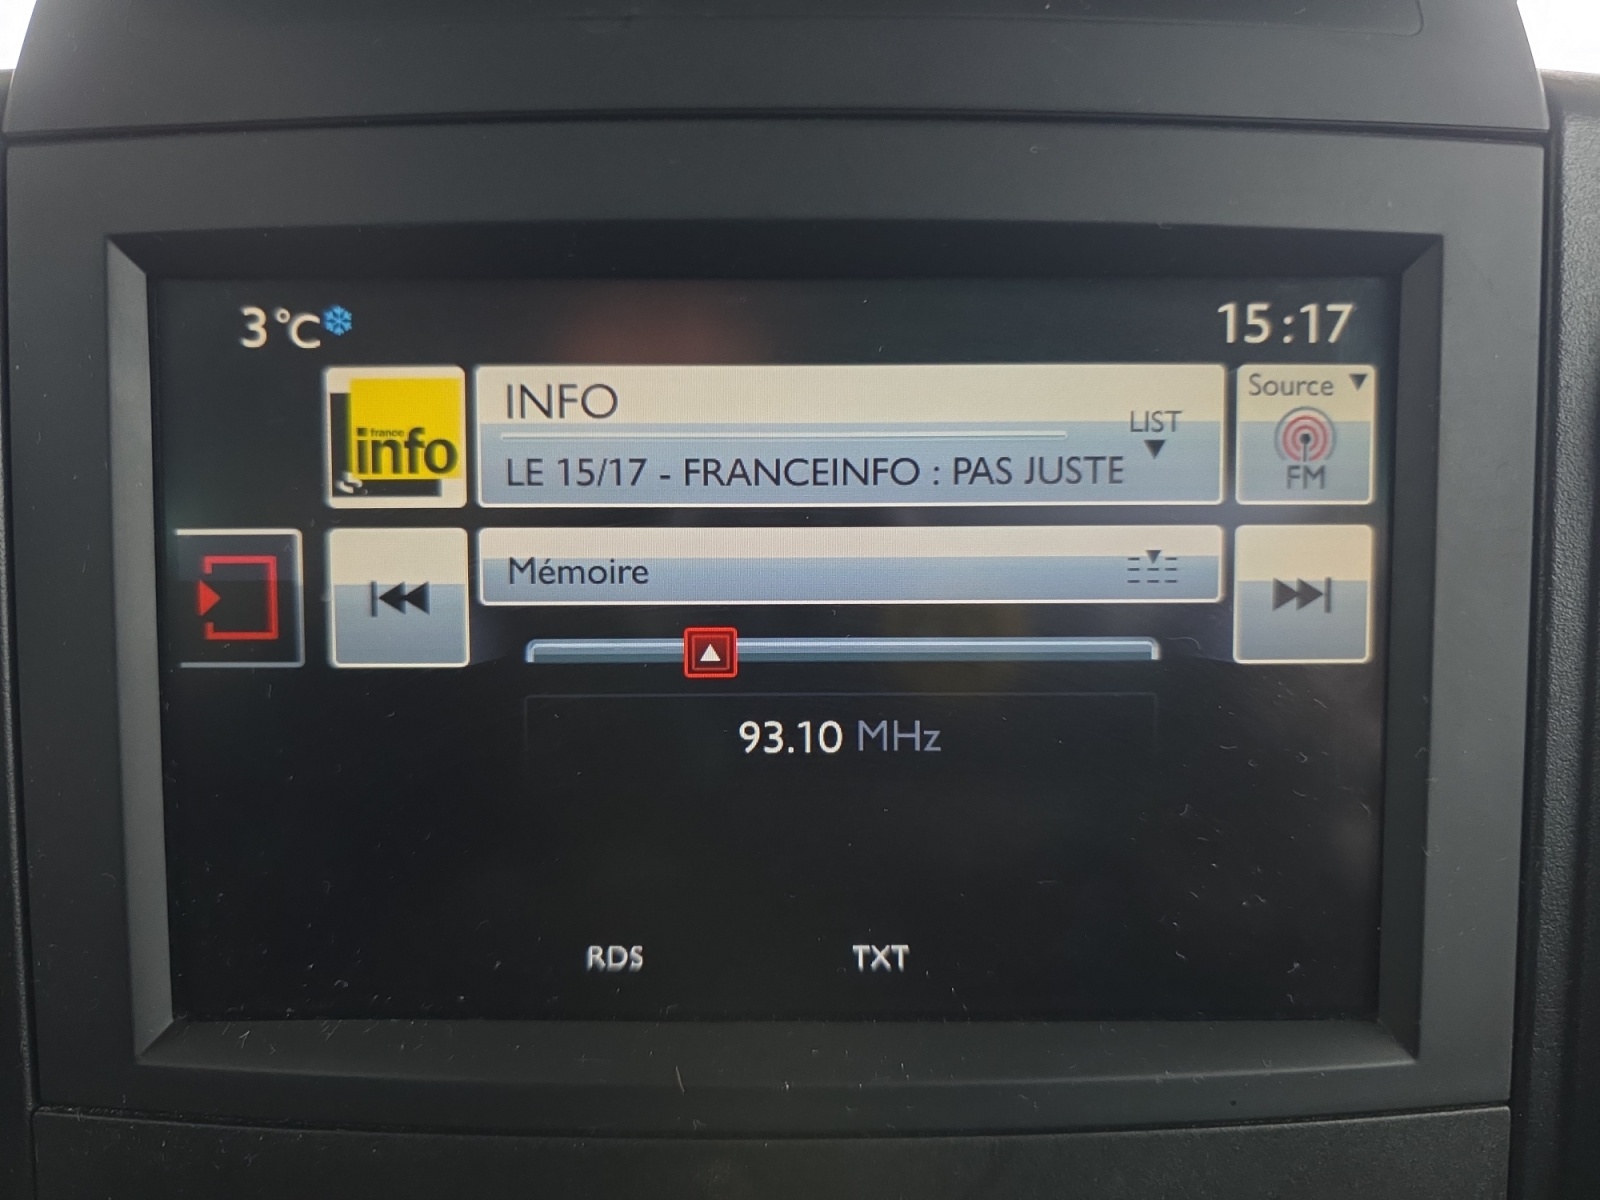 3°C
15:17
france
info
INFO
LIST
LE 15/17 - FRANCEINFO : PAS JUSTE
Source
FM
Mémoire
93.10 MHz
RDS
TXT